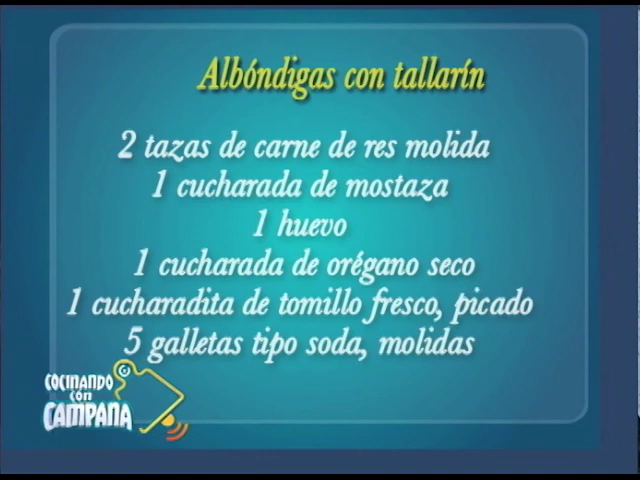 Albóndigas con tallarín
2 tazas de carne de res molida
1 cucharada de mostaza
1 huevo
1 cucharada de orégano seco
1 cucharadita de tomillo fresco, picado
5 galletas tipo soda, molidas
COCINANDO
con
CAMPAÑA